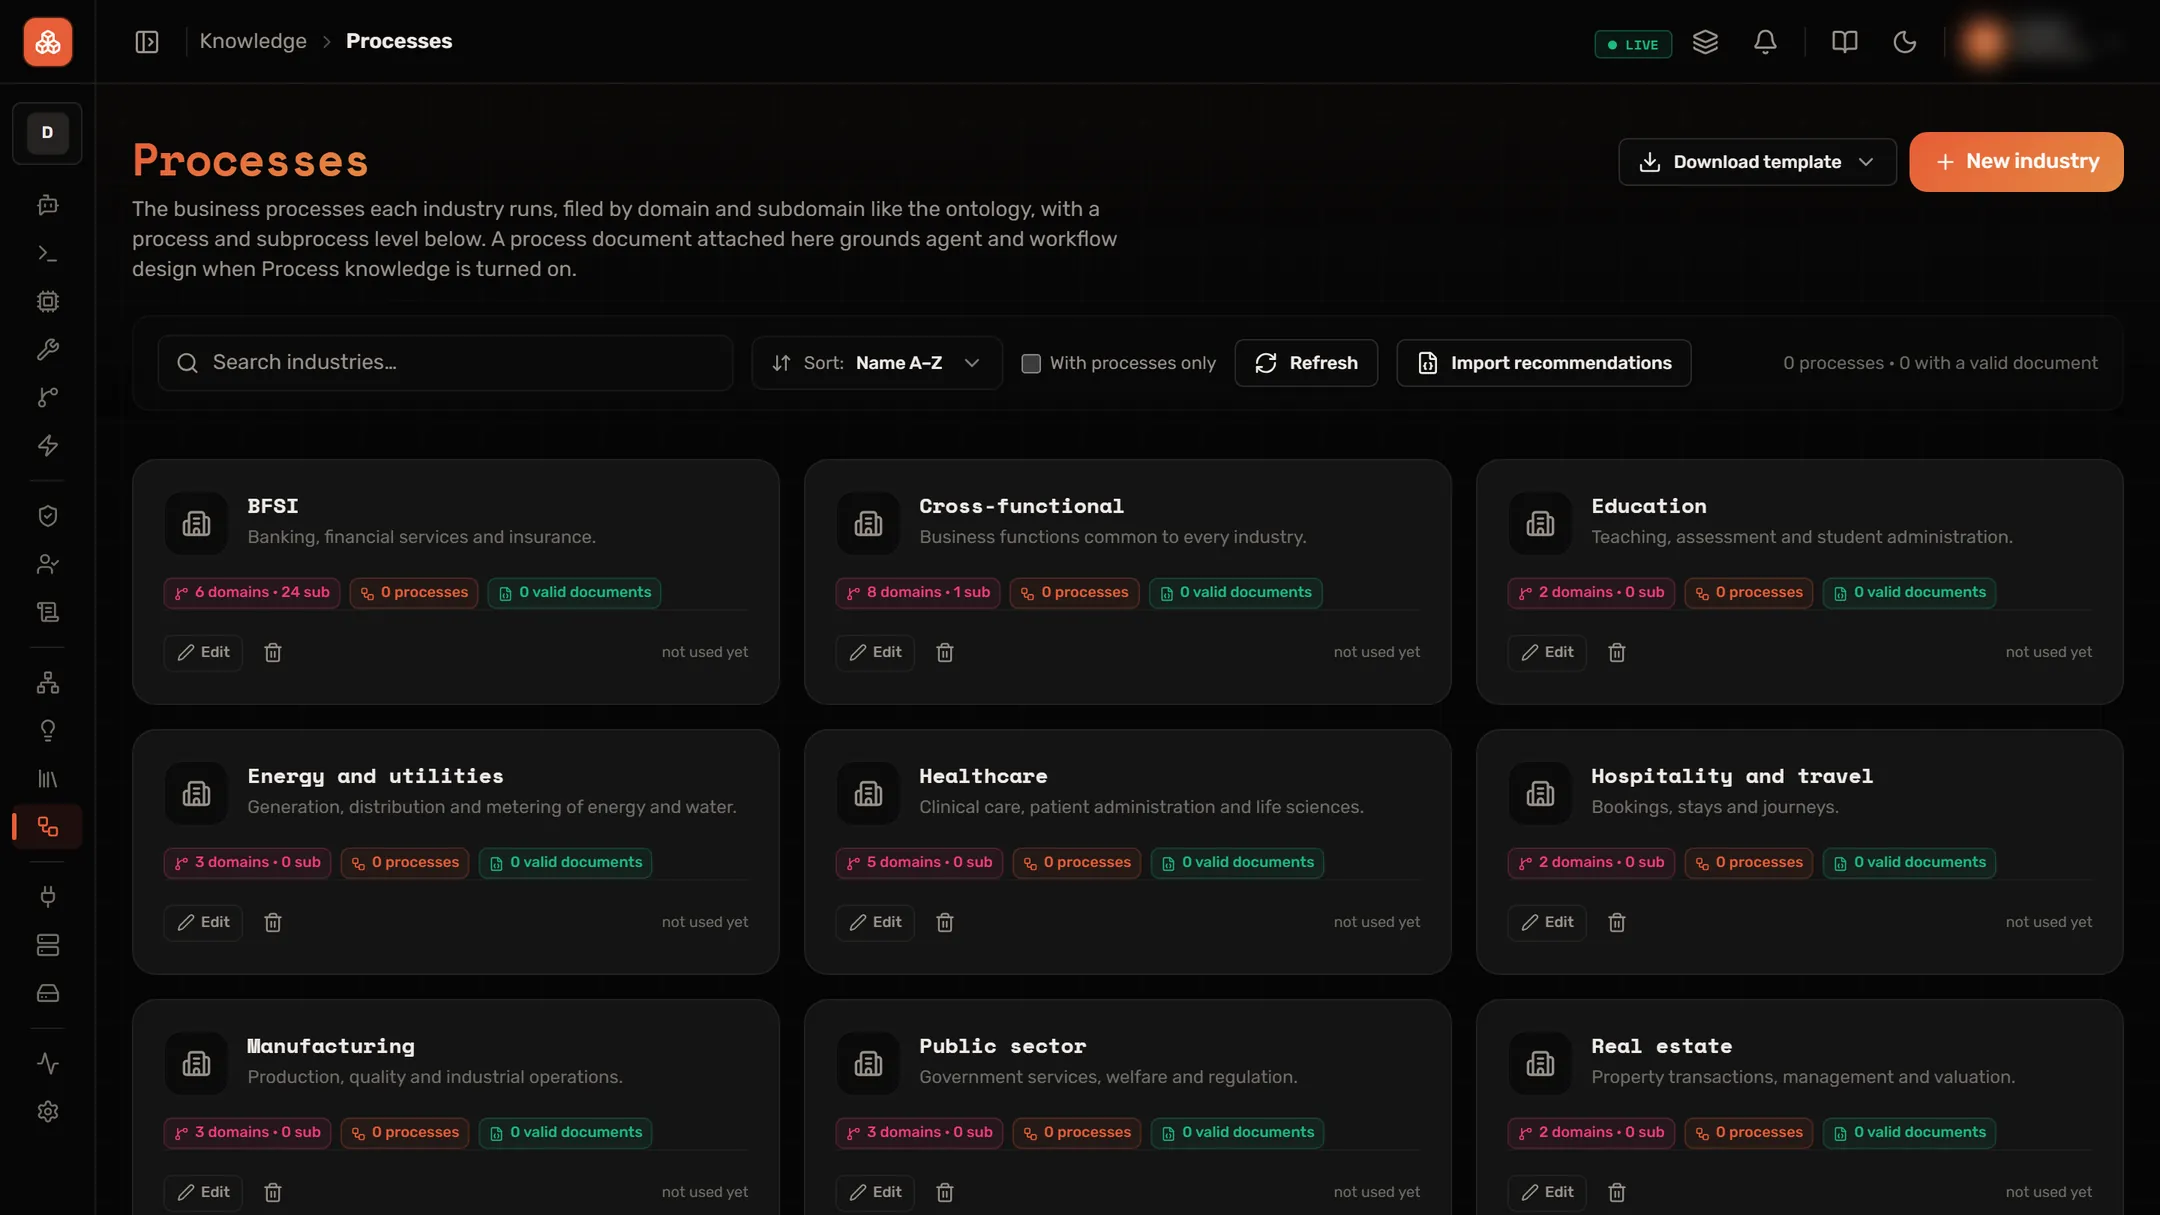 Knowledge > Processes
LIVE
D
Processes
The business processes each industry runs, filed by domain and subdomain like the ontology, with a
process and subprocess level below. A process document attached here grounds agent and workflow
design when Process knowledge is turned on.
Download template
+ New industry
Search industries…
Sort: Name A–Z
With processes only
Refresh
Import recommendations
0 processes • 0 with a valid document
BFSI
Banking, financial services and insurance.
6 domains • 24 sub
0 processes
0 valid documents
Edit
not used yet
Cross-functional
Business functions common to every industry.
8 domains • 1 sub
0 processes
0 valid documents
Edit
not used yet
Education
Teaching, assessment and student administration.
2 domains • 0 sub
0 processes
0 valid documents
Edit
not used yet
Energy and utilities
Generation, distribution and metering of energy and water.
3 domains • 0 sub
0 processes
0 valid documents
Edit
not used yet
Healthcare
Clinical care, patient administration and life sciences.
5 domains • 0 sub
0 processes
0 valid documents
Edit
not used yet
Hospitality and travel
Bookings, stays and journeys.
2 domains • 0 sub
0 processes
0 valid documents
Edit
not used yet
Manufacturing
Production, quality and industrial operations.
3 domains • 0 sub
0 processes
0 valid documents
Edit
not used yet
Public sector
Government services, welfare and regulation.
3 domains • 0 sub
0 processes
0 valid documents
Edit
not used yet
Real estate
Property transactions, management and valuation.
2 domains • 0 sub
0 processes
0 valid documents
Edit
not used yet